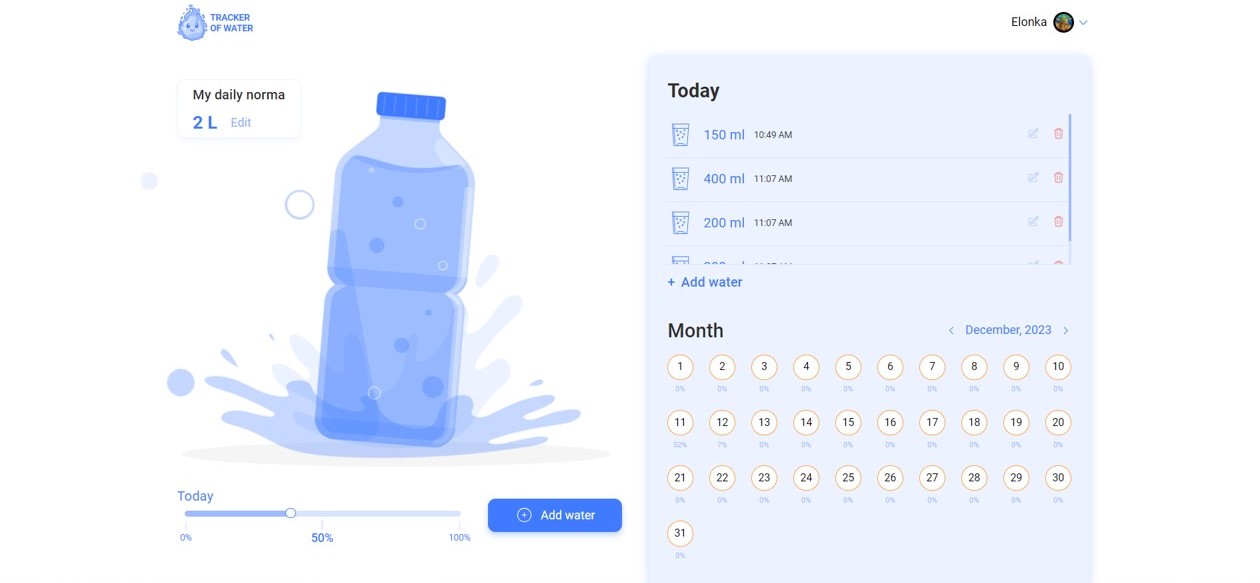 TRACKER
OF WATER
Elonka
My daily norma
2 L Edit
Today
150 ml 10:49 AM
400 ml 11:07 AM
200 ml 11:07 AM
+ Add water
Month
December, 2023
1 2 3 4 5 6 7 8 9 10
0% 0% 0% 0% 0% 0% 0% 0% 0% 0%
11 12 13 14 15 16 17 18 19 20
52% 7% 0% 0% 0% 0% 0% 0% 0% 0%
21 22 23 24 25 26 27 28 29 30
0% 0% 0% 0% 0% 0% 0% 0% 0% 0%
31
0%
Today
Add water
0% 50% 100%